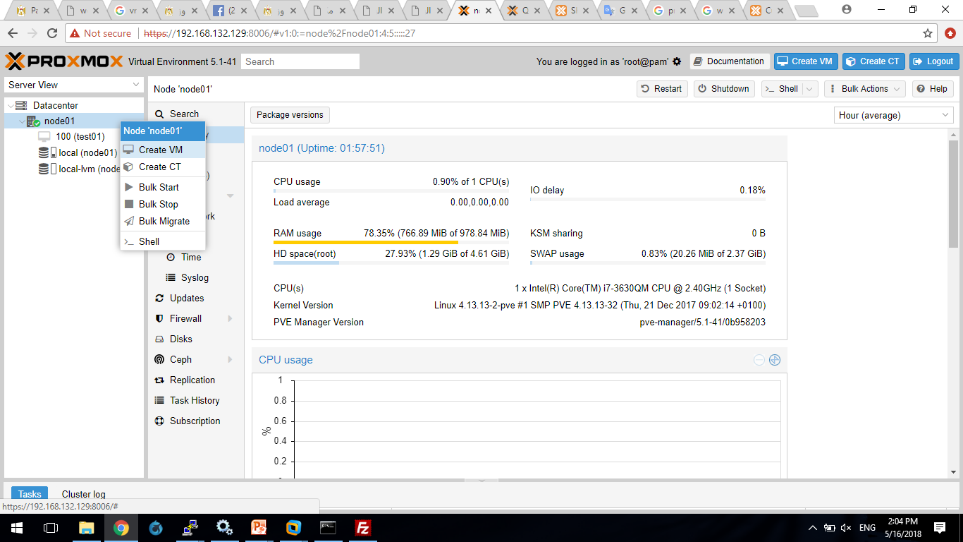 Not secure https://192.168.132.129:8006/#v1:0:=node%2Fnode01:4:5:::::27
PROXMOX Virtual Environment 5.1-41 Search You are logged in as 'root@pam' Documentation Create VM Create CT Logout
Server View Node 'node01' Restart Shutdown Shell Bulk Actions Help
Datacenter
node01
100 (test01)
local (node01)
local-lvm (node
Node 'node01'
Create VM
Create CT
Bulk Start
Bulk Stop
Bulk Migrate
Shell
Search
Time
Syslog
Updates
Firewall
Disks
Ceph
Replication
Task History
Subscription
Package versions Hour (average)
node01 (Uptime: 01:57:51)
CPU usage 0.90% of 1 CPU(s)
Load average 0.00,0.00,0.00
IO delay 0.18%
RAM usage 78.35% (766.89 MiB of 978.84 MiB)
HD space(root) 27.93% (1.29 GiB of 4.61 GiB)
KSM sharing 0 B
SWAP usage 0.83% (20.26 MiB of 2.37 GiB)
CPU(s) 1 x Intel(R) Core(TM) i7-3630QM CPU @ 2.40GHz (1 Socket)
Kernel Version Linux 4.13.13-2-pve #1 SMP PVE 4.13.13-32 (Thu, 21 Dec 2017 09:02:14 +0100)
PVE Manager Version pve-manager/5.1-41/0b958203
CPU usage
1
0.8
0.6
0.4
0.2
%
Tasks Cluster log
https://192.168.132.129:8006/#
ENG
2:04 PM
5/16/2018